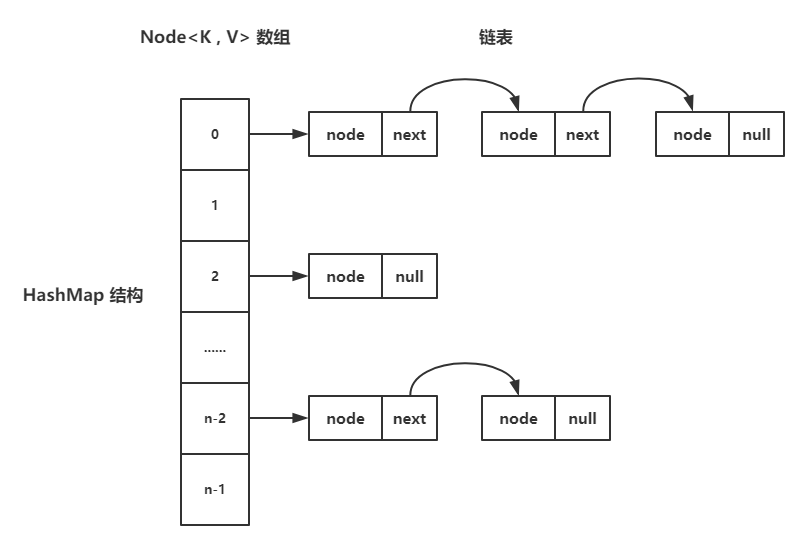 Node<K , V> 数组
链表
0
node
next
node
next
node
null
1
2
node
null
HashMap 结构
......
n-2
node
next
node
null
n-1